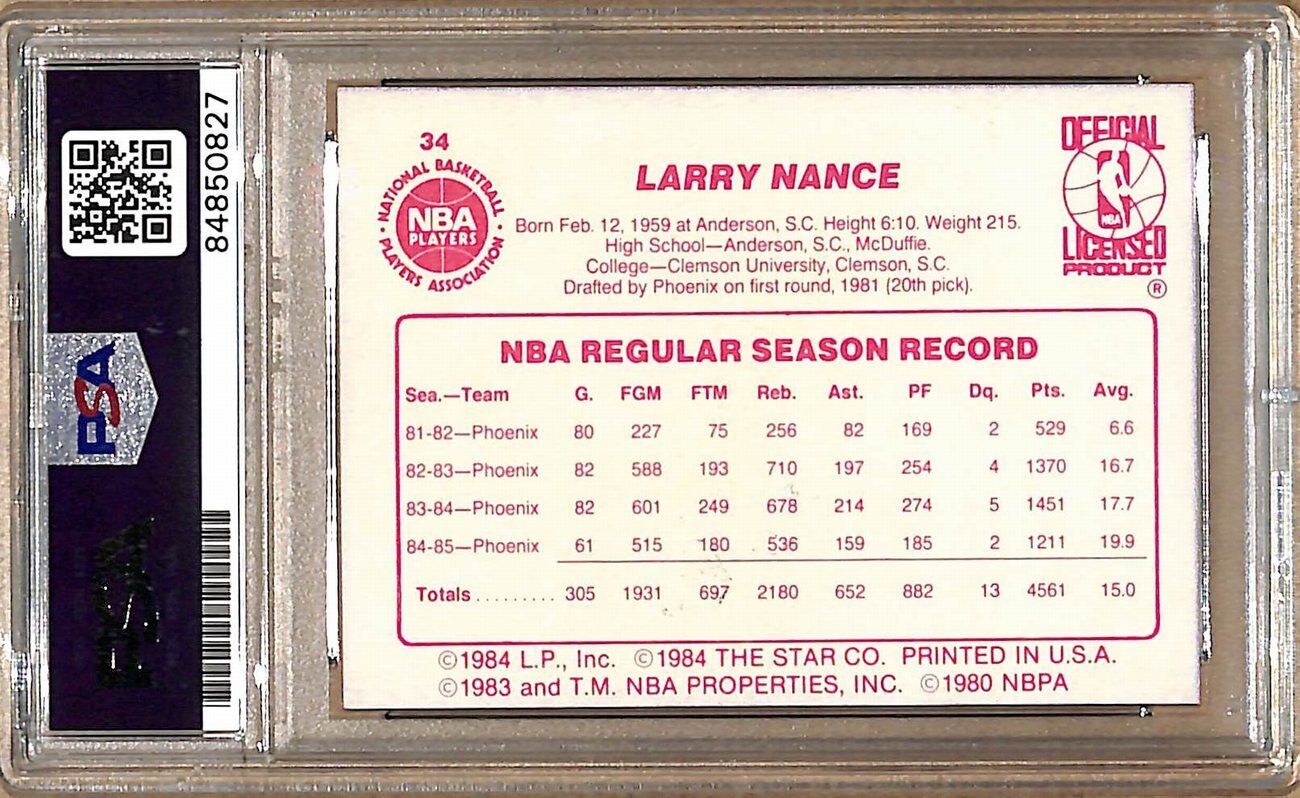 84850827
PSA
34
NATIONAL BASKETBALL
NBA
PLAYERS
PLAYERS ASSOCIATION
OFFICIAL
NBA
LICENSED
PRODUCT
®
LARRY NANCE
Born Feb. 12, 1959 at Anderson, S.C. Height 6:10. Weight 215.
High School—Anderson, S.C., McDuffie.
College—Clemson University, Clemson, S.C.
Drafted by Phoenix on first round, 1981 (20th pick).
NBA REGULAR SEASON RECORD
Sea.—Team G. FGM FTM Reb. Ast. PF Dq. Pts. Avg.
81-82—Phoenix 80 227 75 256 82 169 2 529 6.6
82-83—Phoenix 82 588 193 710 197 254 4 1370 16.7
83-84—Phoenix 82 601 249 678 214 274 5 1451 17.7
84-85—Phoenix 61 515 180 536 159 185 2 1211 19.9
Totals......... 305 1931 697 2180 652 882 13 4561 15.0
©1984 L.P., Inc. ©1984 THE STAR CO. PRINTED IN U.S.A.
©1983 and T.M. NBA PROPERTIES, INC. ©1980 NBPA